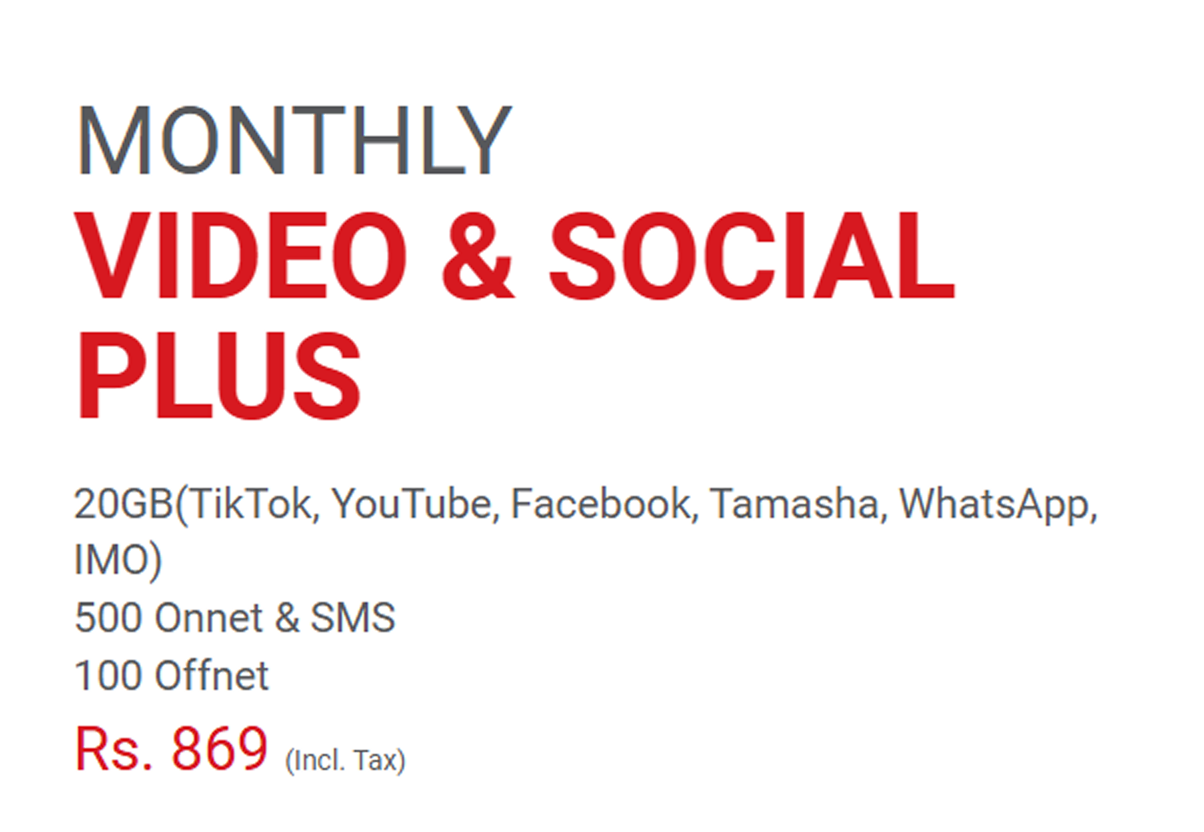 MONTHLY
VIDEO & SOCIAL
PLUS
20GB(TikTok, YouTube, Facebook, Tamasha, WhatsApp,
IMO)
500 Onnet & SMS
100 Offnet
Rs. 869 (Incl. Tax)